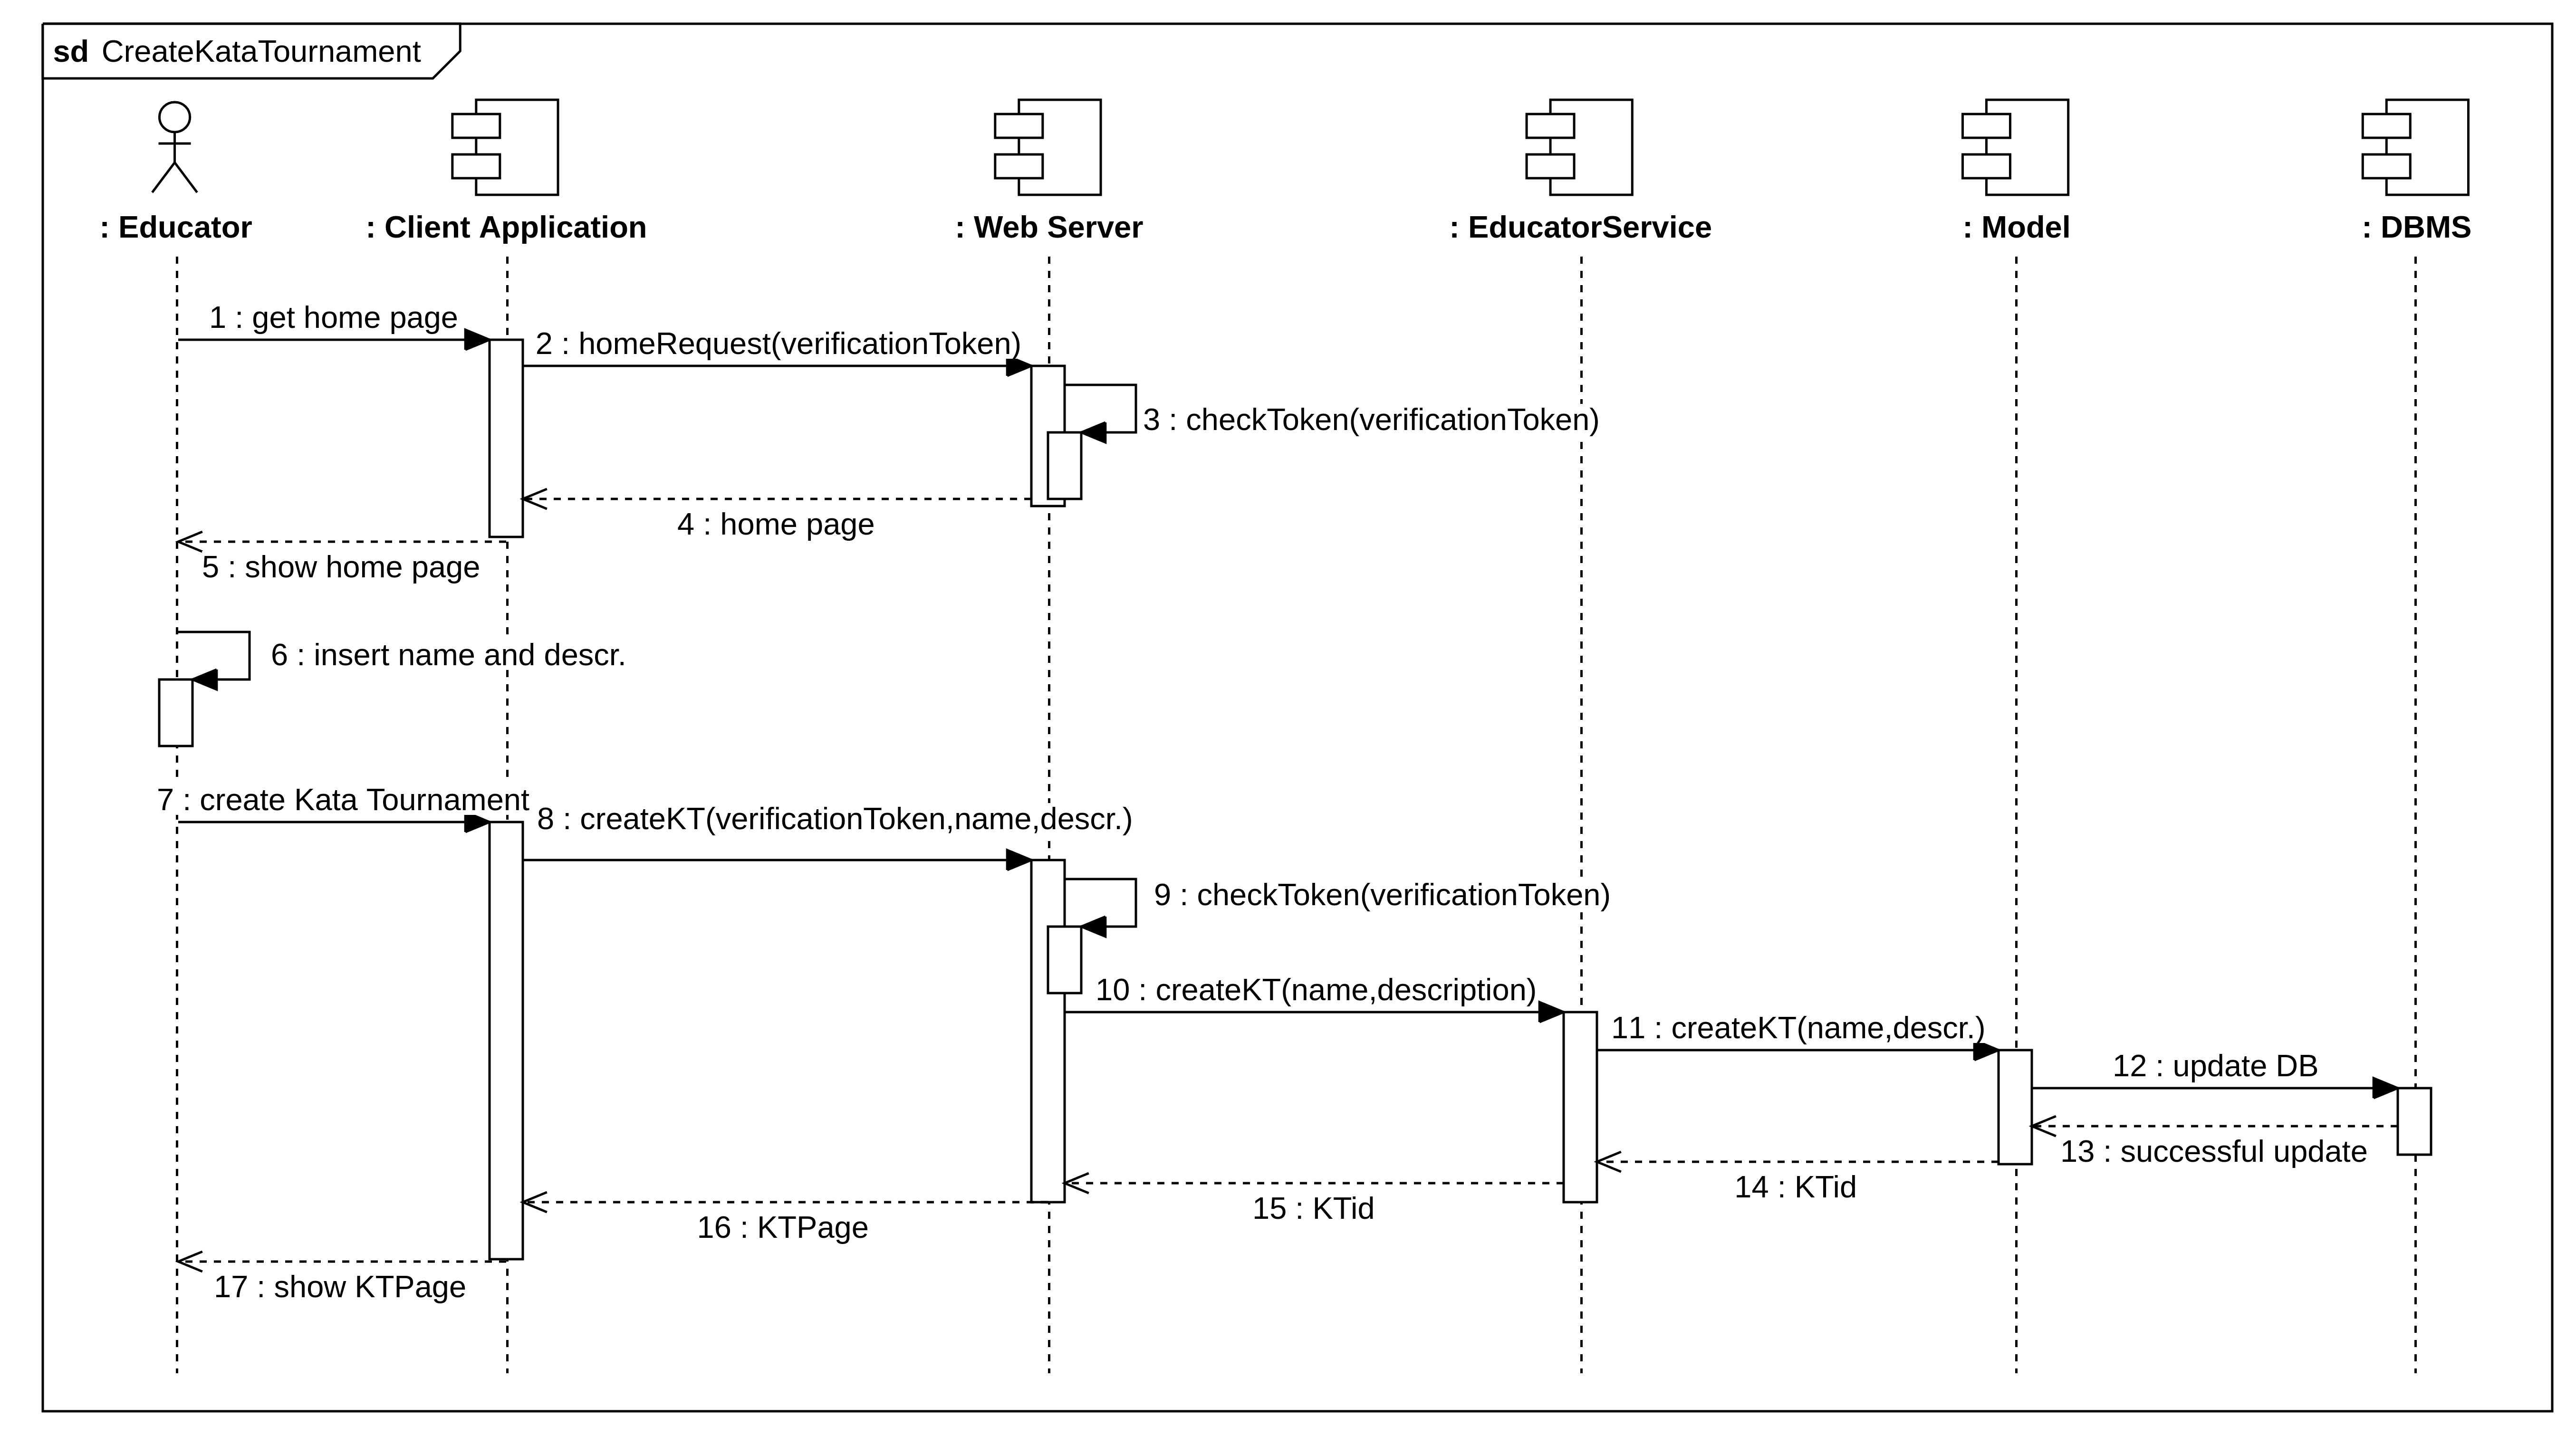 sd CreateKataTournament
: Educator
: Client Application
: Web Server
: EducatorService
: Model
: DBMS
1 : get home page
2 : homeRequest(verificationToken)
3 : checkToken(verificationToken)
4 : home page
5 : show home page
6 : insert name and descr.
7 : create Kata Tournament
8 : createKT(verificationToken,name,descr.)
9 : checkToken(verificationToken)
10 : createKT(name,description)
11 : createKT(name,descr.)
12 : update DB
13 : successful update
14 : KTid
15 : KTid
16 : KTPage
17 : show KTPage